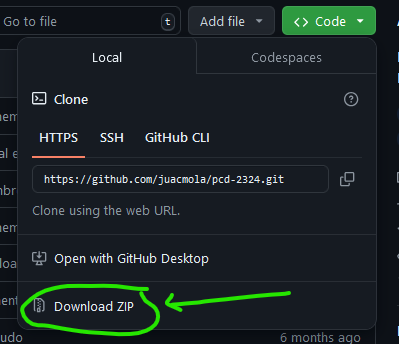 Go to file
t
Add file
Code
Local
Codespaces
Clone
HTTPS
SSH
GitHub CLI
https://github.com/juacmola/pcd-2324.git
Clone using the web URL.
Open with GitHub Desktop
Download ZIP
6 months ago